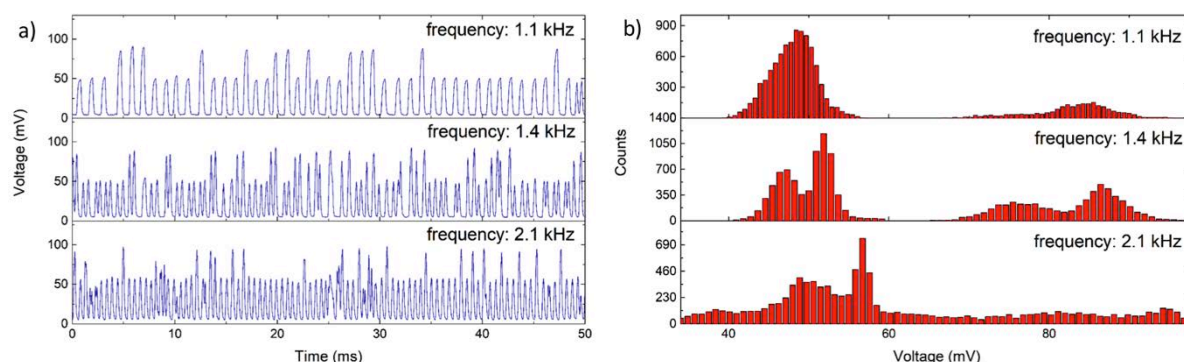 a)
frequency: 1.1 kHz
100
50
0
frequency: 1.4 kHz
100
50
0
frequency: 2.1 kHz
100
50
0
0 10 20 30 40 50
Voltage (mV)
Time (ms)
b)
frequency: 1.1 kHz
900
600
300
1400
frequency: 1.4 kHz
1050
700
350
0
frequency: 2.1 kHz
690
460
230
0
40 60 80
Counts
Voltage (mV)